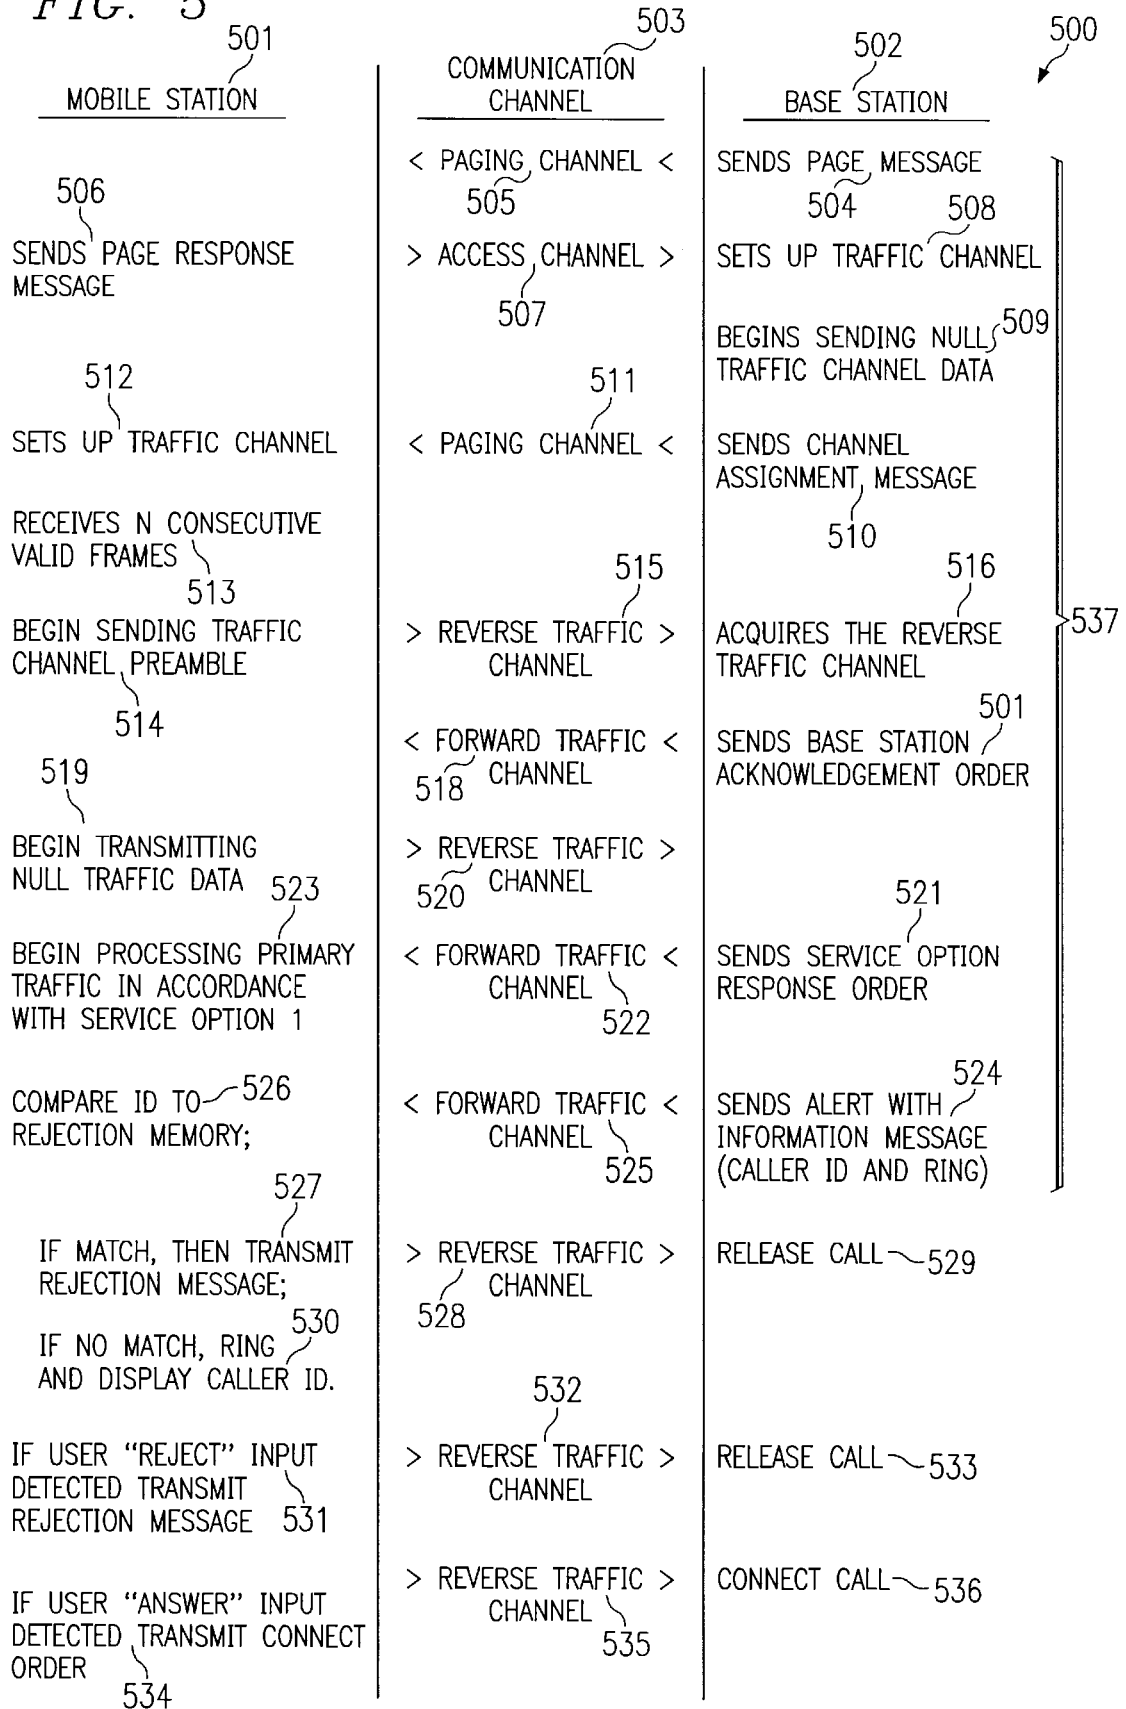 FIG. 5
501
503
502
500
MOBILE STATION
COMMUNICATION
CHANNEL
BASE STATION
< PAGING CHANNEL <
505
SENDS PAGE MESSAGE
504
506
SENDS PAGE RESPONSE
MESSAGE
> ACCESS CHANNEL >
507
508
SETS UP TRAFFIC CHANNEL
BEGINS SENDING NULL
TRAFFIC CHANNEL DATA
509
512
SETS UP TRAFFIC CHANNEL
511
< PAGING CHANNEL <
SENDS CHANNEL
ASSIGNMENT MESSAGE
510
RECEIVES N CONSECUTIVE
VALID FRAMES
513
BEGIN SENDING TRAFFIC
CHANNEL PREAMBLE
514
515
> REVERSE TRAFFIC >
CHANNEL
516
ACQUIRES THE REVERSE
TRAFFIC CHANNEL
537
< FORWARD TRAFFIC <
CHANNEL
518
501
SENDS BASE STATION
ACKNOWLEDGEMENT ORDER
519
BEGIN TRANSMITTING
NULL TRAFFIC DATA
> REVERSE TRAFFIC >
CHANNEL
520
523
BEGIN PROCESSING PRIMARY
TRAFFIC IN ACCORDANCE
WITH SERVICE OPTION 1
< FORWARD TRAFFIC <
CHANNEL
522
521
SENDS SERVICE OPTION
RESPONSE ORDER
COMPARE ID TO
REJECTION MEMORY;
526
< FORWARD TRAFFIC <
CHANNEL
525
524
SENDS ALERT WITH
INFORMATION MESSAGE
(CALLER ID AND RING)
527
IF MATCH, THEN TRANSMIT
REJECTION MESSAGE;
> REVERSE TRAFFIC >
CHANNEL
528
RELEASE CALL
529
530
IF NO MATCH, RING
AND DISPLAY CALLER ID.
IF USER “REJECT” INPUT
DETECTED TRANSMIT
REJECTION MESSAGE
531
532
> REVERSE TRAFFIC >
CHANNEL
RELEASE CALL
533
IF USER “ANSWER” INPUT
DETECTED TRANSMIT CONNECT
ORDER
534
> REVERSE TRAFFIC >
CHANNEL
535
CONNECT CALL
536